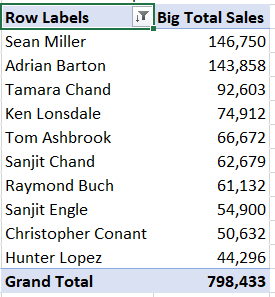 Row Labels Big Total Sales
Sean Miller 146,750
Adrian Barton 143,858
Tamara Chand 92,603
Ken Lonsdale 74,912
Tom Ashbrook 66,672
Sanjit Chand 62,679
Raymond Buch 61,132
Sanjit Engle 54,900
Christopher Conant 50,632
Hunter Lopez 44,296
Grand Total 798,433